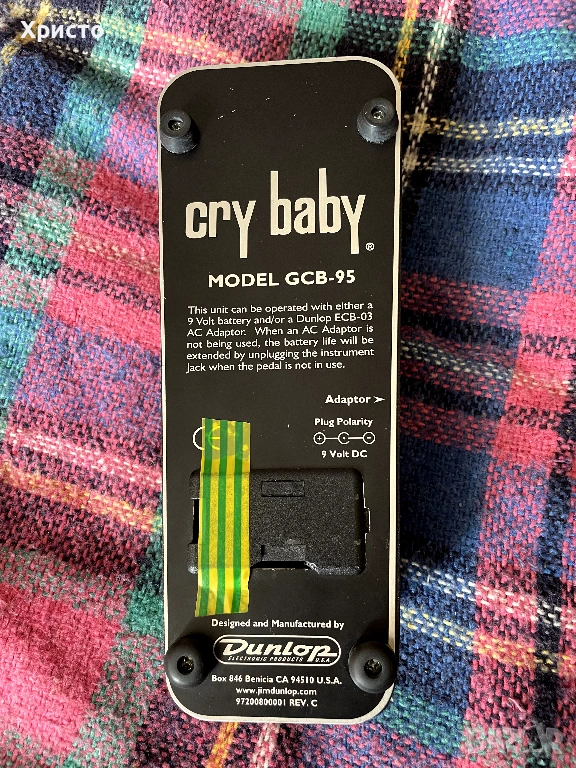 Христо
cry baby®
MODEL GCB-95
This unit can be operated with either a
9 Volt battery and/or a Dunlop ECB-03
AC Adaptor. When an AC Adaptor is
not being used, the battery life will be
extended by unplugging the instrument
Jack when the pedal is not in use.
Adaptor ➤
Plug Polarity
9 Volt DC
Designed and Manufactured by
Dunlop
ELECTRONIC PRODUCTS U.S.A.
Box 846 Benicia CA 94510 U.S.A.
www.jimdunlop.com
97200800001 REV. C